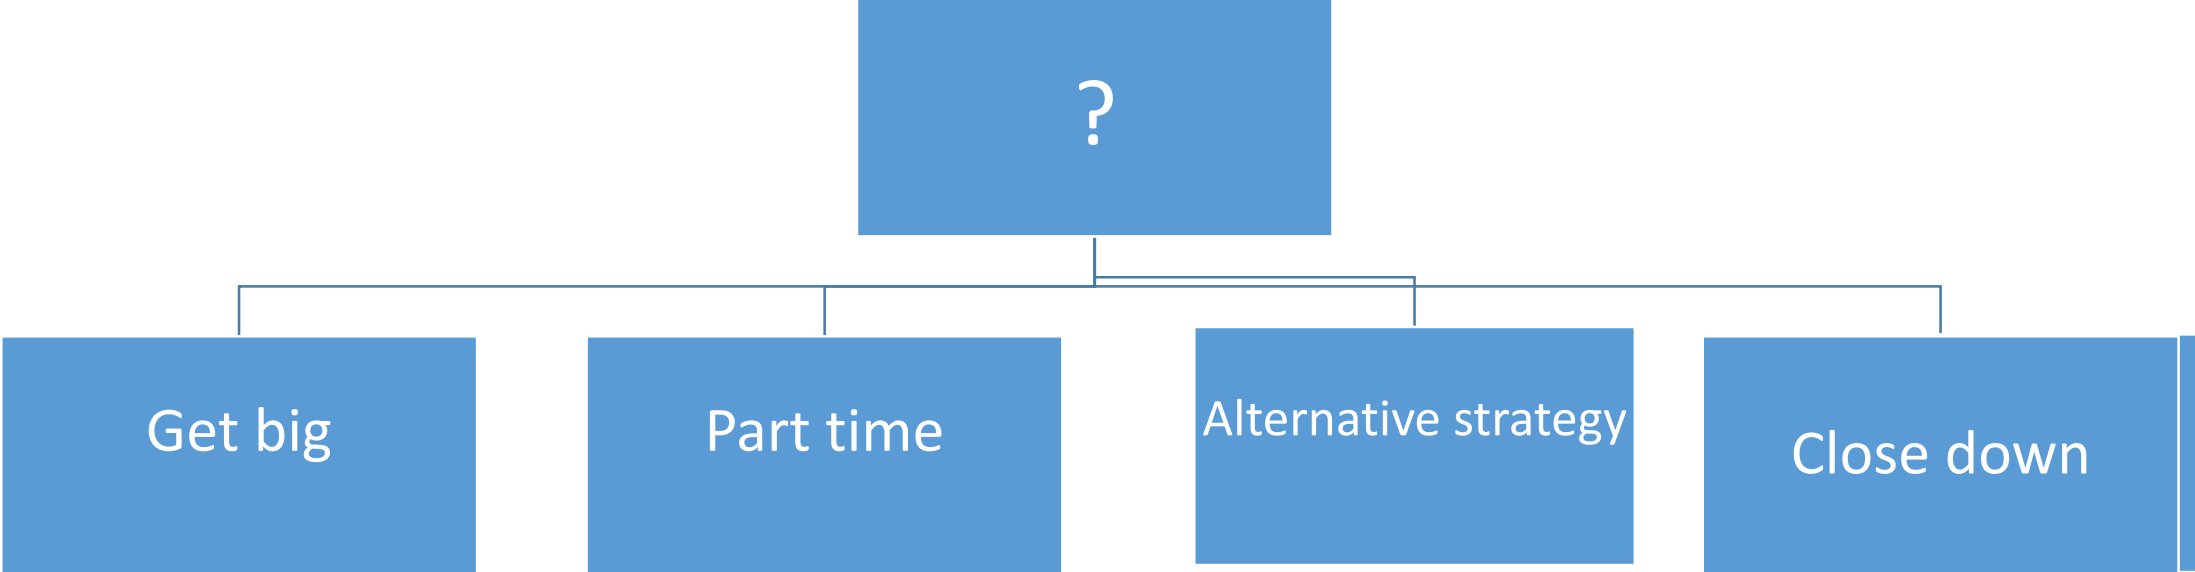 ?
Get big
Part time
Alternative strategy
Close down